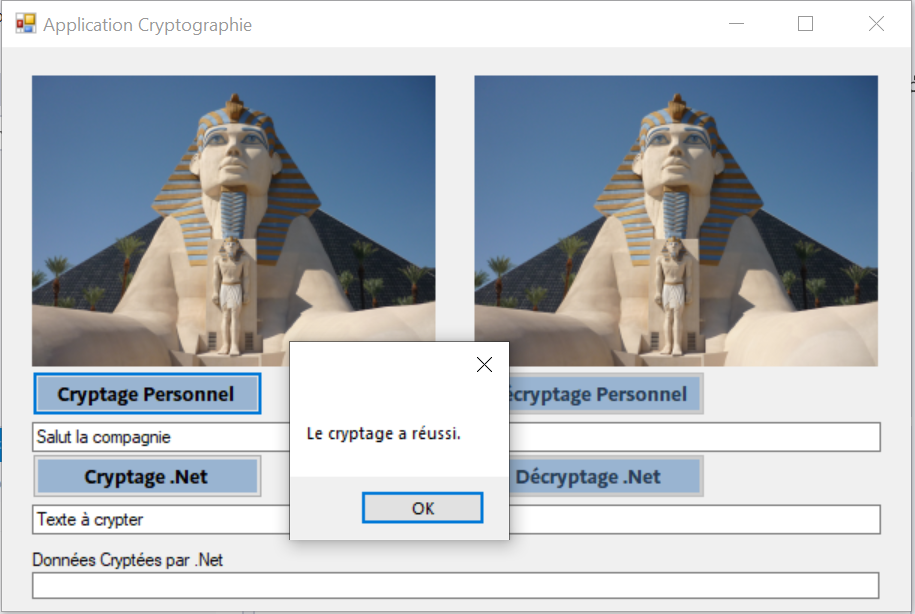 Application Cryptographie
Cryptage Personnel
écryptage Personnel
Le cryptage a réussi.
Salut la compagnie
Cryptage .Net
Décryptage .Net
OK
Texte à crypter
Données Cryptées par .Net